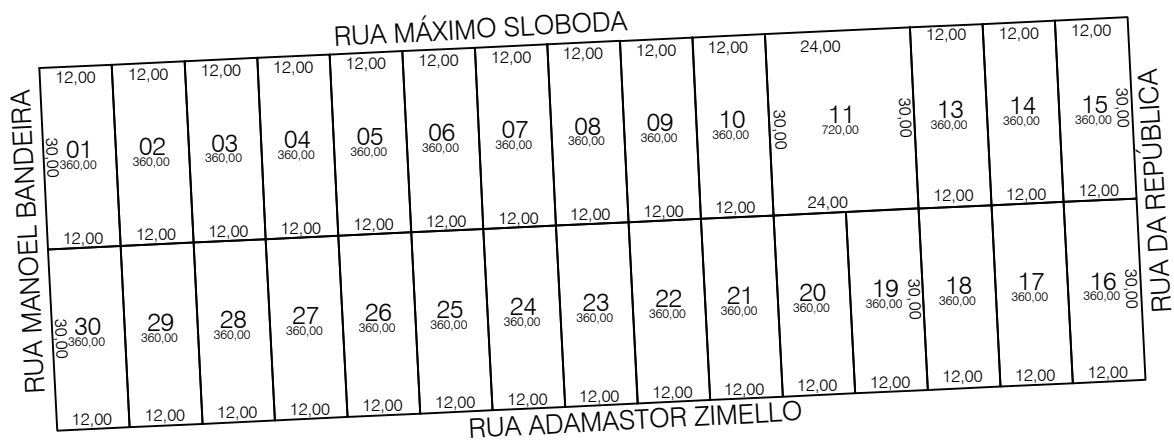 RUA MÁXIMO SLOBODA
12,00 12,00 12,00 12,00 12,00 12,00 12,00 12,00 12,00 12,00 24,00 12,00 12,00 12,00
RUA MANOEL BANDEIRA
30,00 01 02 03 04 05 06 07 08 09 10 30,00 11 30,00 13 14 15 30,00
360,00 360,00 360,00 360,00 360,00 360,00 360,00 360,00 360,00 360,00 720,00 360,00 360,00 360,00
RUA DA REPÚBLICA
12,00 12,00 12,00 12,00 12,00 12,00 12,00 12,00 12,00 12,00 24,00 12,00 12,00 12,00
30,00 30 29 28 27 26 25 24 23 22 21 20 19 30,00 18 17 16 30,00
360,00 360,00 360,00 360,00 360,00 360,00 360,00 360,00 360,00 360,00 360,00 360,00 360,00 360,00 360,00
12,00 12,00 12,00 12,00 12,00 12,00 12,00 12,00 12,00 12,00 12,00 12,00 12,00 12,00 12,00
RUA ADAMASTOR ZIMELLO